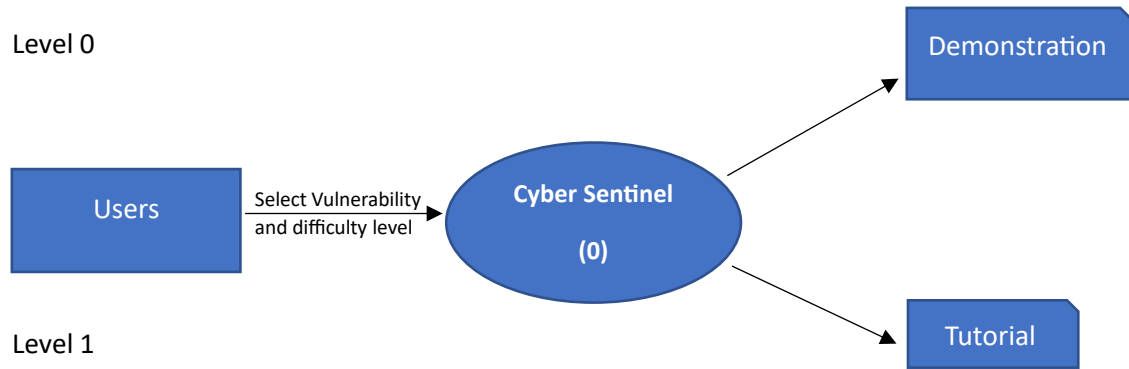 Level 0
Demonstration
Users
Select Vulnerability
and difficulty level
Cyber Sentinel
(0)
Tutorial
Level 1